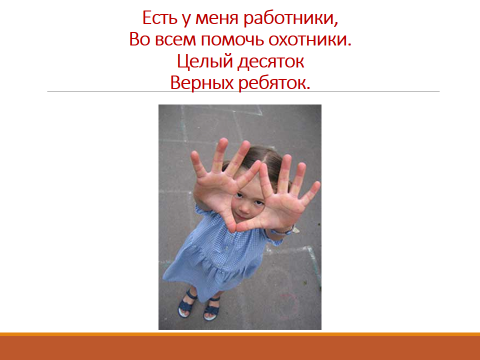 Есть у меня работники,
Во всем помочь охотники.
Целый десяток
Верных ребяток.